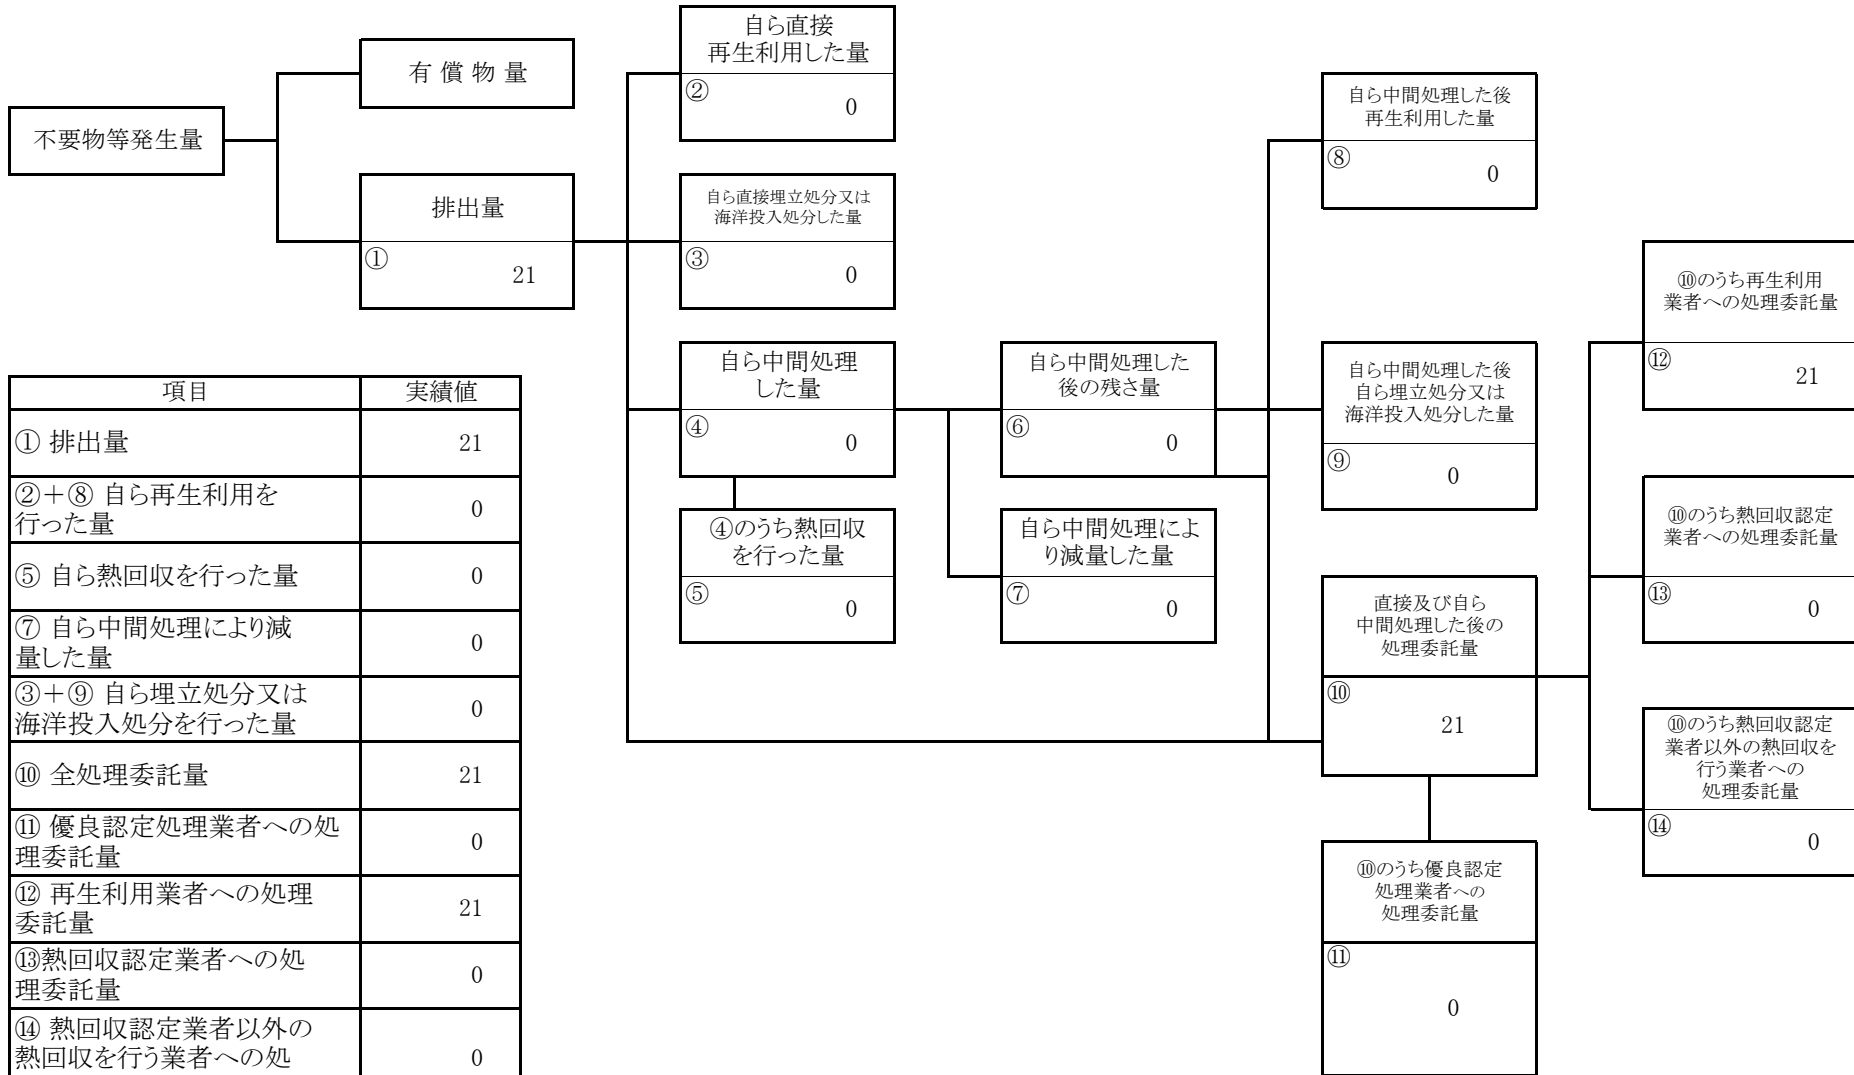 自ら直接
再生利用した量
②
0
有 償 物 量
不要物等発生量
排出量
①
21
自ら直接埋立処分又は
海洋投入処分した量
③
0
自ら中間処理した後
再生利用した量
⑧
0
自ら中間処理
した量
④
0
自ら中間処理した
後の残さ量
⑥
0
自ら中間処理した後
自ら埋立処分又は
海洋投入処分した量
⑨
0
④のうち熱回収
を行った量
⑤
0
自ら中間処理によ
り減量した量
⑦
0
直接及び自ら
中間処理した後の
処理委託量
⑩
21
⑩のうち優良認定
処理業者への
処理委託量
⑪
0
⑩のうち再生利用
業者への処理委託量
⑫
21
⑩のうち熱回収認定
業者への処理委託量
⑬
0
⑩のうち熱回収認定
業者以外の熱回収を
行う業者への
処理委託量
⑭
0
項目 実績値
① 排出量 21
②＋⑧ 自ら再生利用を
行った量 0
⑤ 自ら熱回収を行った量 0
⑦ 自ら中間処理により減
量した量 0
③＋⑨ 自ら埋立処分又は
海洋投入処分を行った量 0
⑩ 全処理委託量 21
⑪ 優良認定処理業者への処
理委託量 0
⑫ 再生利用業者への処理
委託量 21
⑬熱回収認定業者への処
理委託量 0
⑭ 熱回収認定業者以外の
熱回収を行う業者への処 0